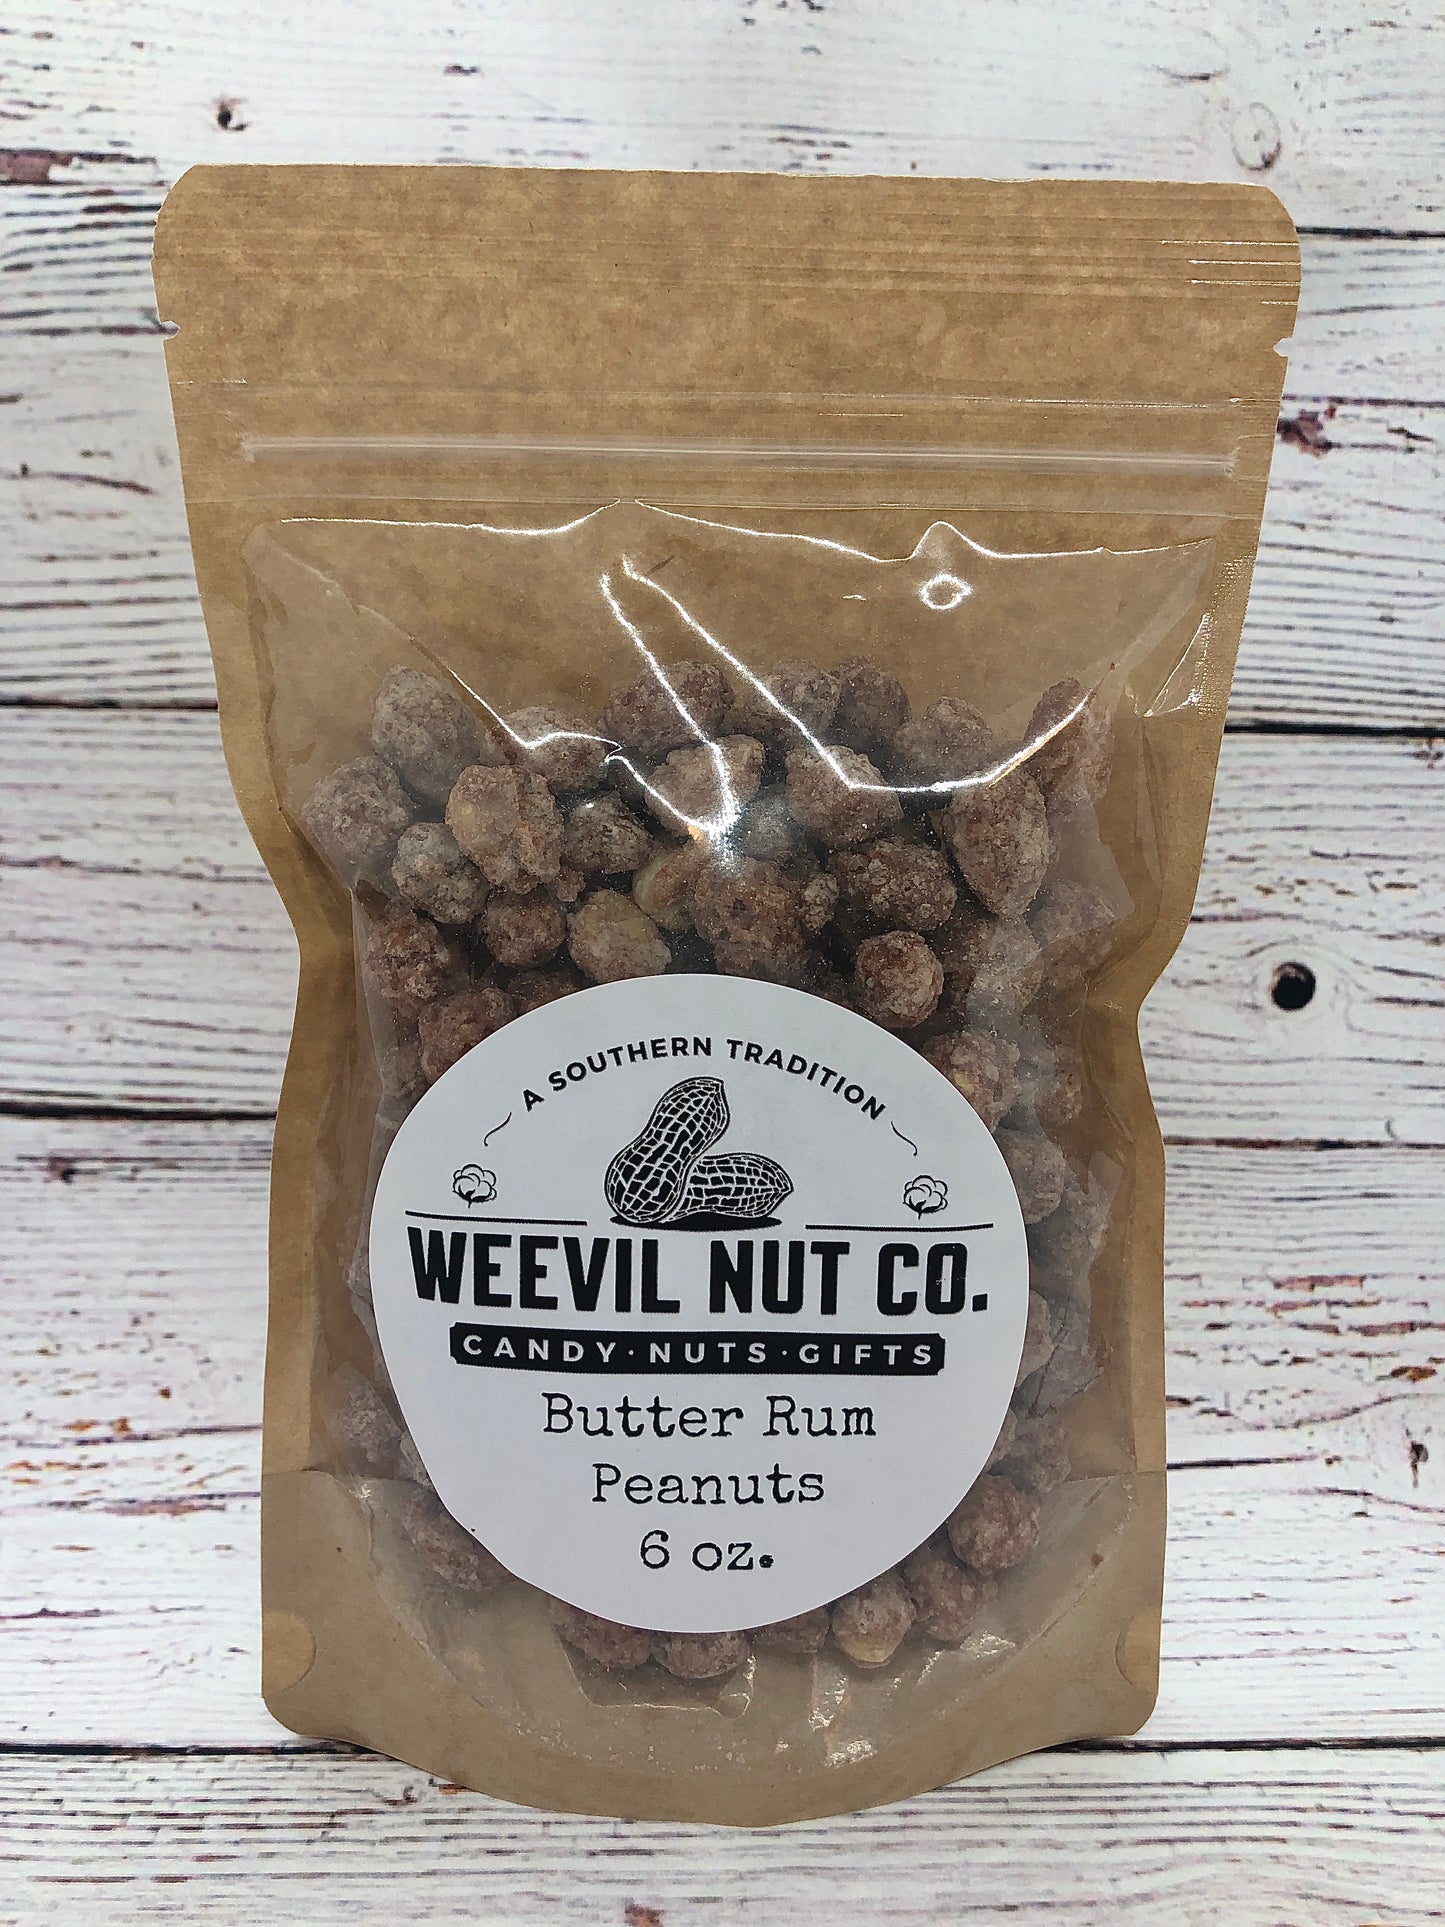 A SOUTHERN TRADITION
WEEVIL NUT CO.
CANDY·NUTS·GIFTS
Butter Rum
Peanuts
6 oz.